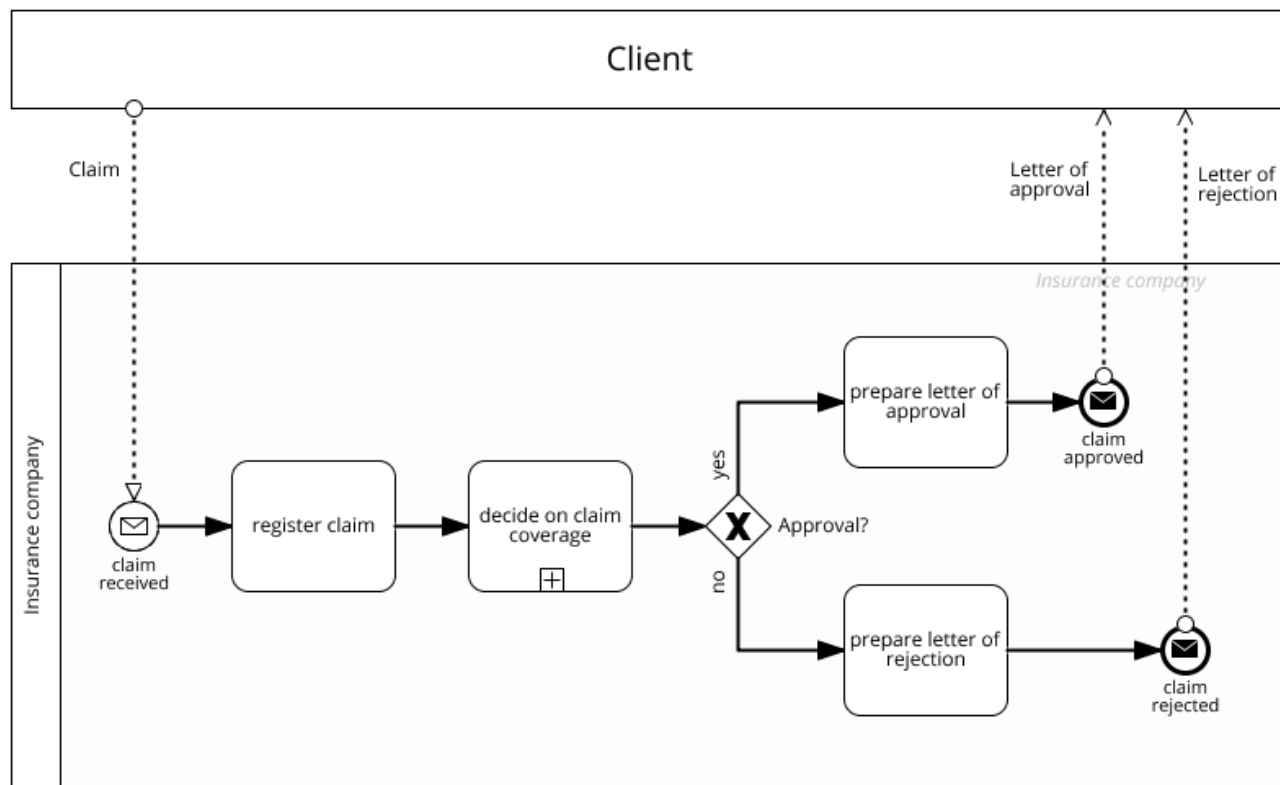 Client
Claim
Letter of
approval
Letter of
rejection
Insurance company
Insurance company
claim
received
register claim
decide on claim
coverage
yes
no
Approval?
prepare letter of
approval
claim
approved
prepare letter of
rejection
claim
rejected